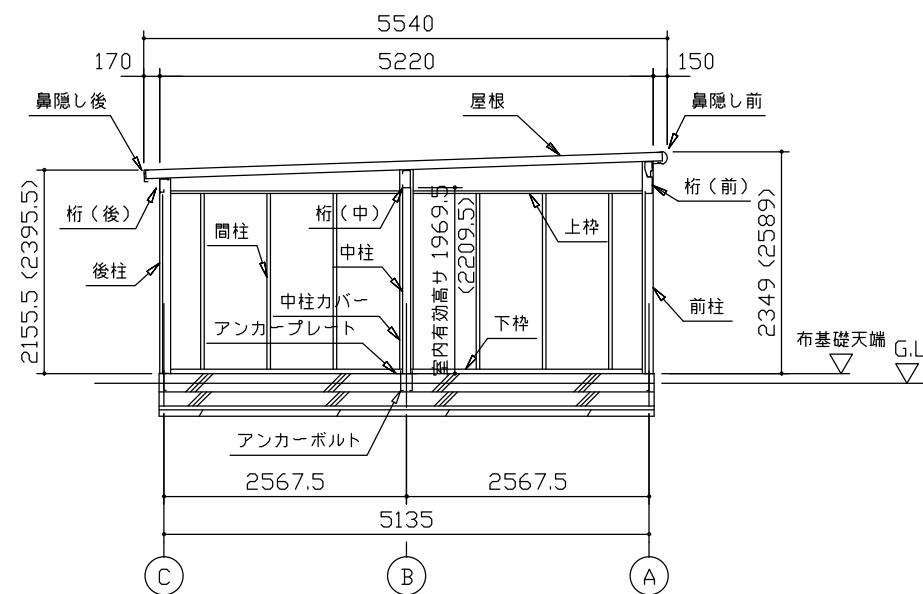 5540
170
5220
150
鼻隠し後
屋根
鼻隠し前
桁（後）
間柱
桁（中）
中柱
室内有効高サ 1969.5
(2209.5)
上枠
桁（前）
2155.5 (2395.5)
後柱
中柱カバー
アンカープレート
下枠
前柱
2349 (2589)
布基礎天端
G.L
アンカーボルト
2567.5
2567.5
5135
C
B
A